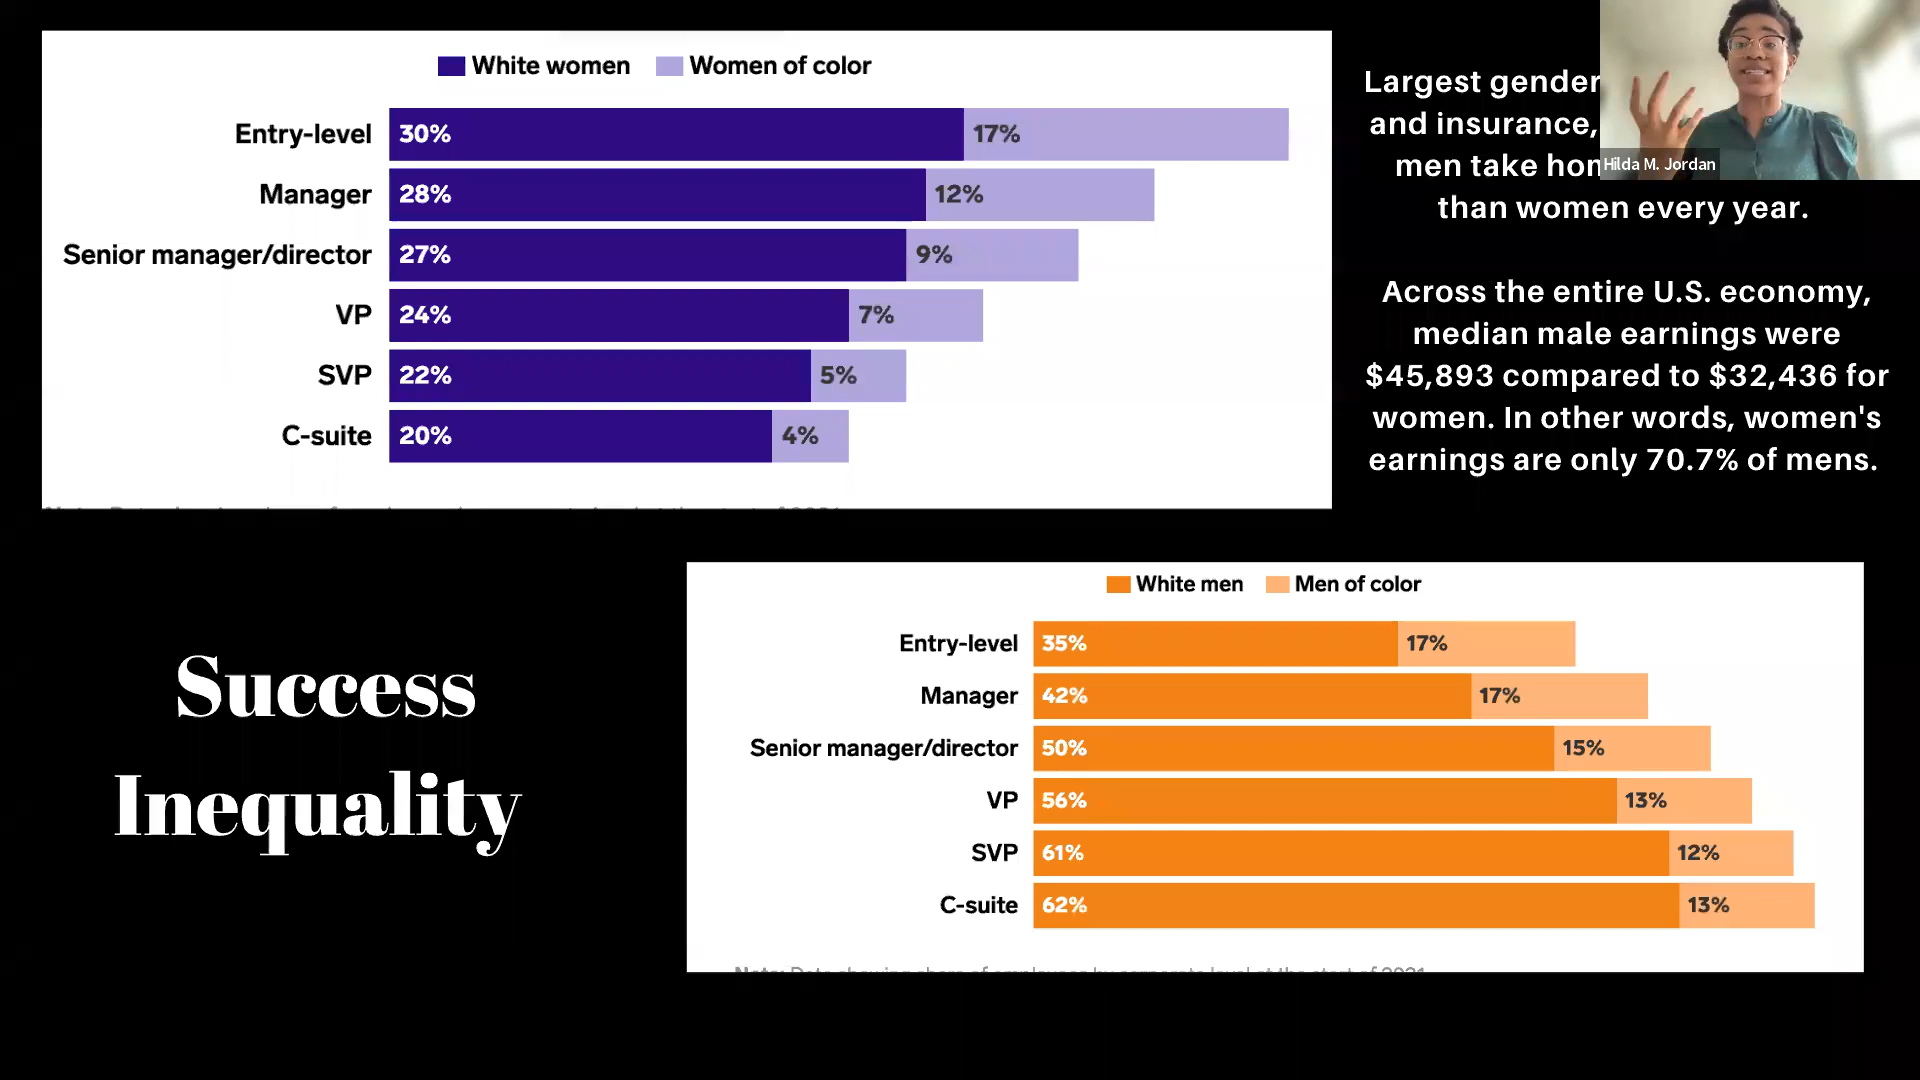 White women Women of color
Entry-level 30% 17%
Manager 28% 12%
Senior manager/director 27% 9%
VP 24% 7%
SVP 22% 5%
C-suite 20% 4%
Largest gender
and insurance,
men take
than women every year.
Hilda M. Jordan
Across the entire U.S. economy,
median male earnings were
$45,893 compared to $32,436 for
women. In other words, women's
earnings are only 70.7% of mens.
Success
Inequality
White men Men of color
Entry-level 35% 17%
Manager 42% 17%
Senior manager/director 50% 15%
VP 56% 13%
SVP 61% 12%
C-suite 62% 13%